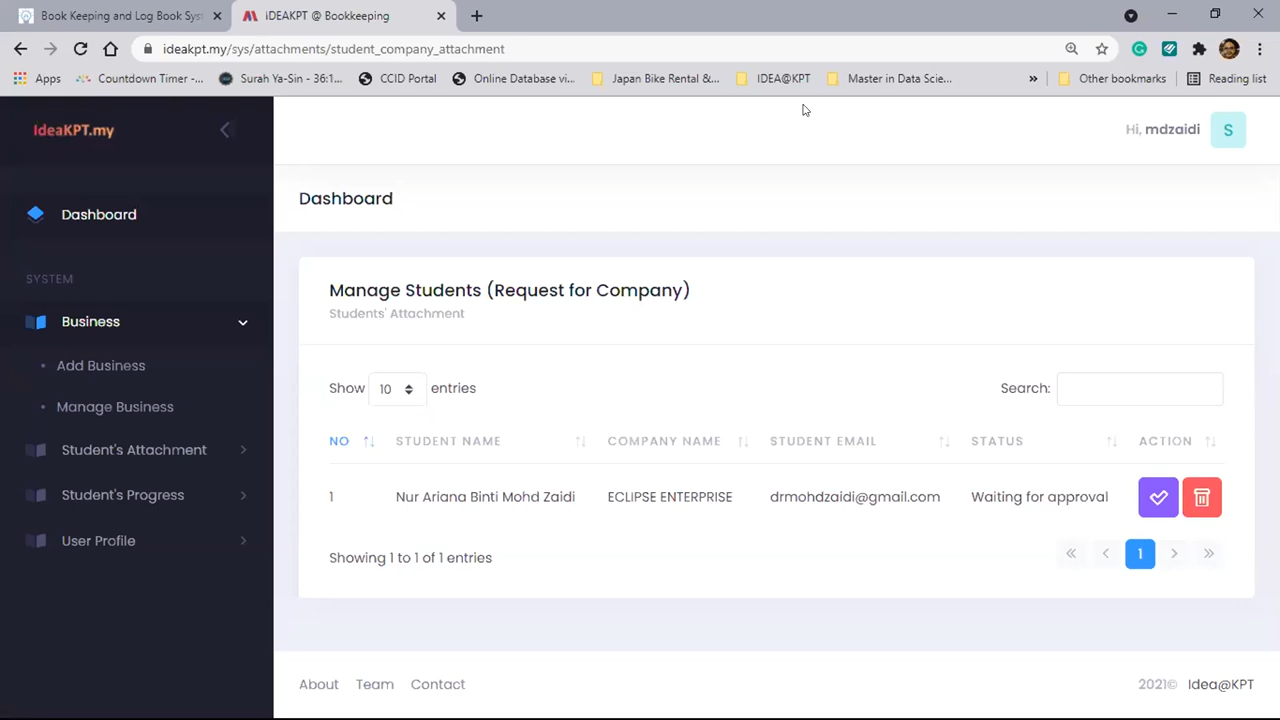 Book Keeping and Log Book Sys
iDEAKPT @ Bookkeeping
ideakpt.my/sys/attachments/student_company_attachment
Apps Countdown Timer -... Surah Ya-Sin - 36:1... CCID Portal Online Database vi... Japan Bike Rental &... IDEA@KPT Master in Data Scie... » Other bookmarks Reading list
IdeaKPT.my
Hi, mdzaidi S
Dashboard
SYSTEM
Business
Add Business
Manage Business
Student's Attachment
Student's Progress
User Profile
Dashboard
Manage Students (Request for Company)
Students' Attachment
Show 10 entries
Search:
NO STUDENT NAME COMPANY NAME STUDENT EMAIL STATUS ACTION
1 Nur Ariana Binti Mohd Zaidi ECLIPSE ENTERPRISE drmohdzaidi@gmail.com Waiting for approval
Showing 1 to 1 of 1 entries
« ‹ 1 › »
About Team Contact
2021© Idea@KPT